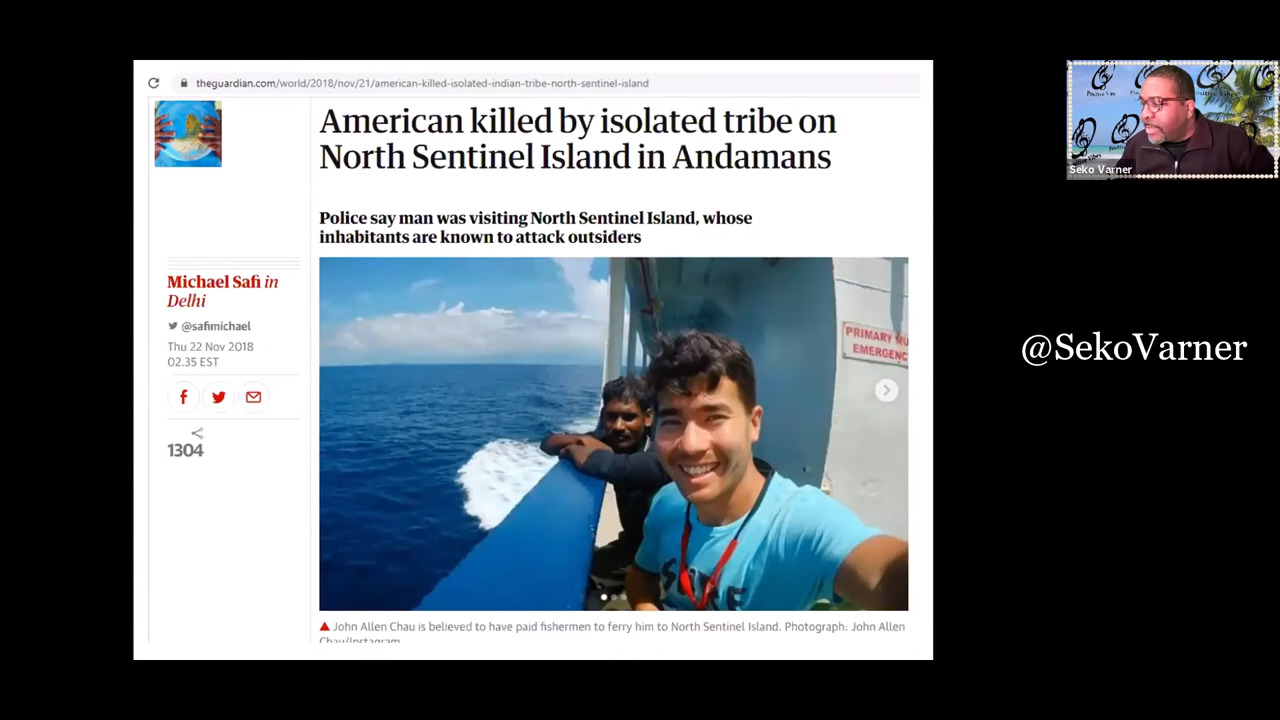 theguardian.com/world/2018/nov/21/american-killed-isolated-indian-tribe-north-sentinel-island
American killed by isolated tribe on
North Sentinel Island in Andamans
Police say man was visiting North Sentinel Island, whose
inhabitants are known to attack outsiders
Michael Safi in
Delhi
@safimichael
Thu 22 Nov 2018
02.35 EST
1304
PRIMARY MU
EMERGENC
SURE
John Allen Chau is believed to have paid fishermen to ferry him to North Sentinel Island. Photograph: John Allen
Chau/Instagram
Seko Varner
@SekoVarner